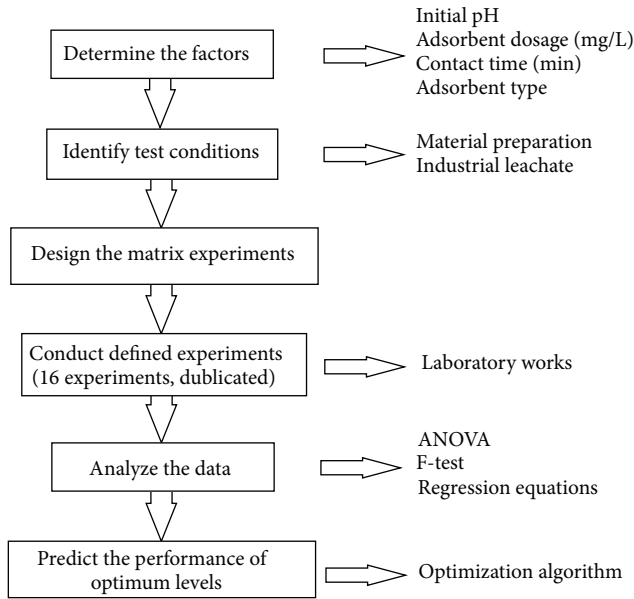 Determine the factors
Initial pH
Adsorbent dosage (mg/L)
Contact time (min)
Adsorbent type
Identify test conditions
Material preparation
Industrial leachate
Design the matrix experiments
Conduct defined experiments
(16 experiments, dublicated)
Laboratory works
Analyze the data
ANOVA
F-test
Regression equations
Predict the performance of
optimum levels
Optimization algorithm